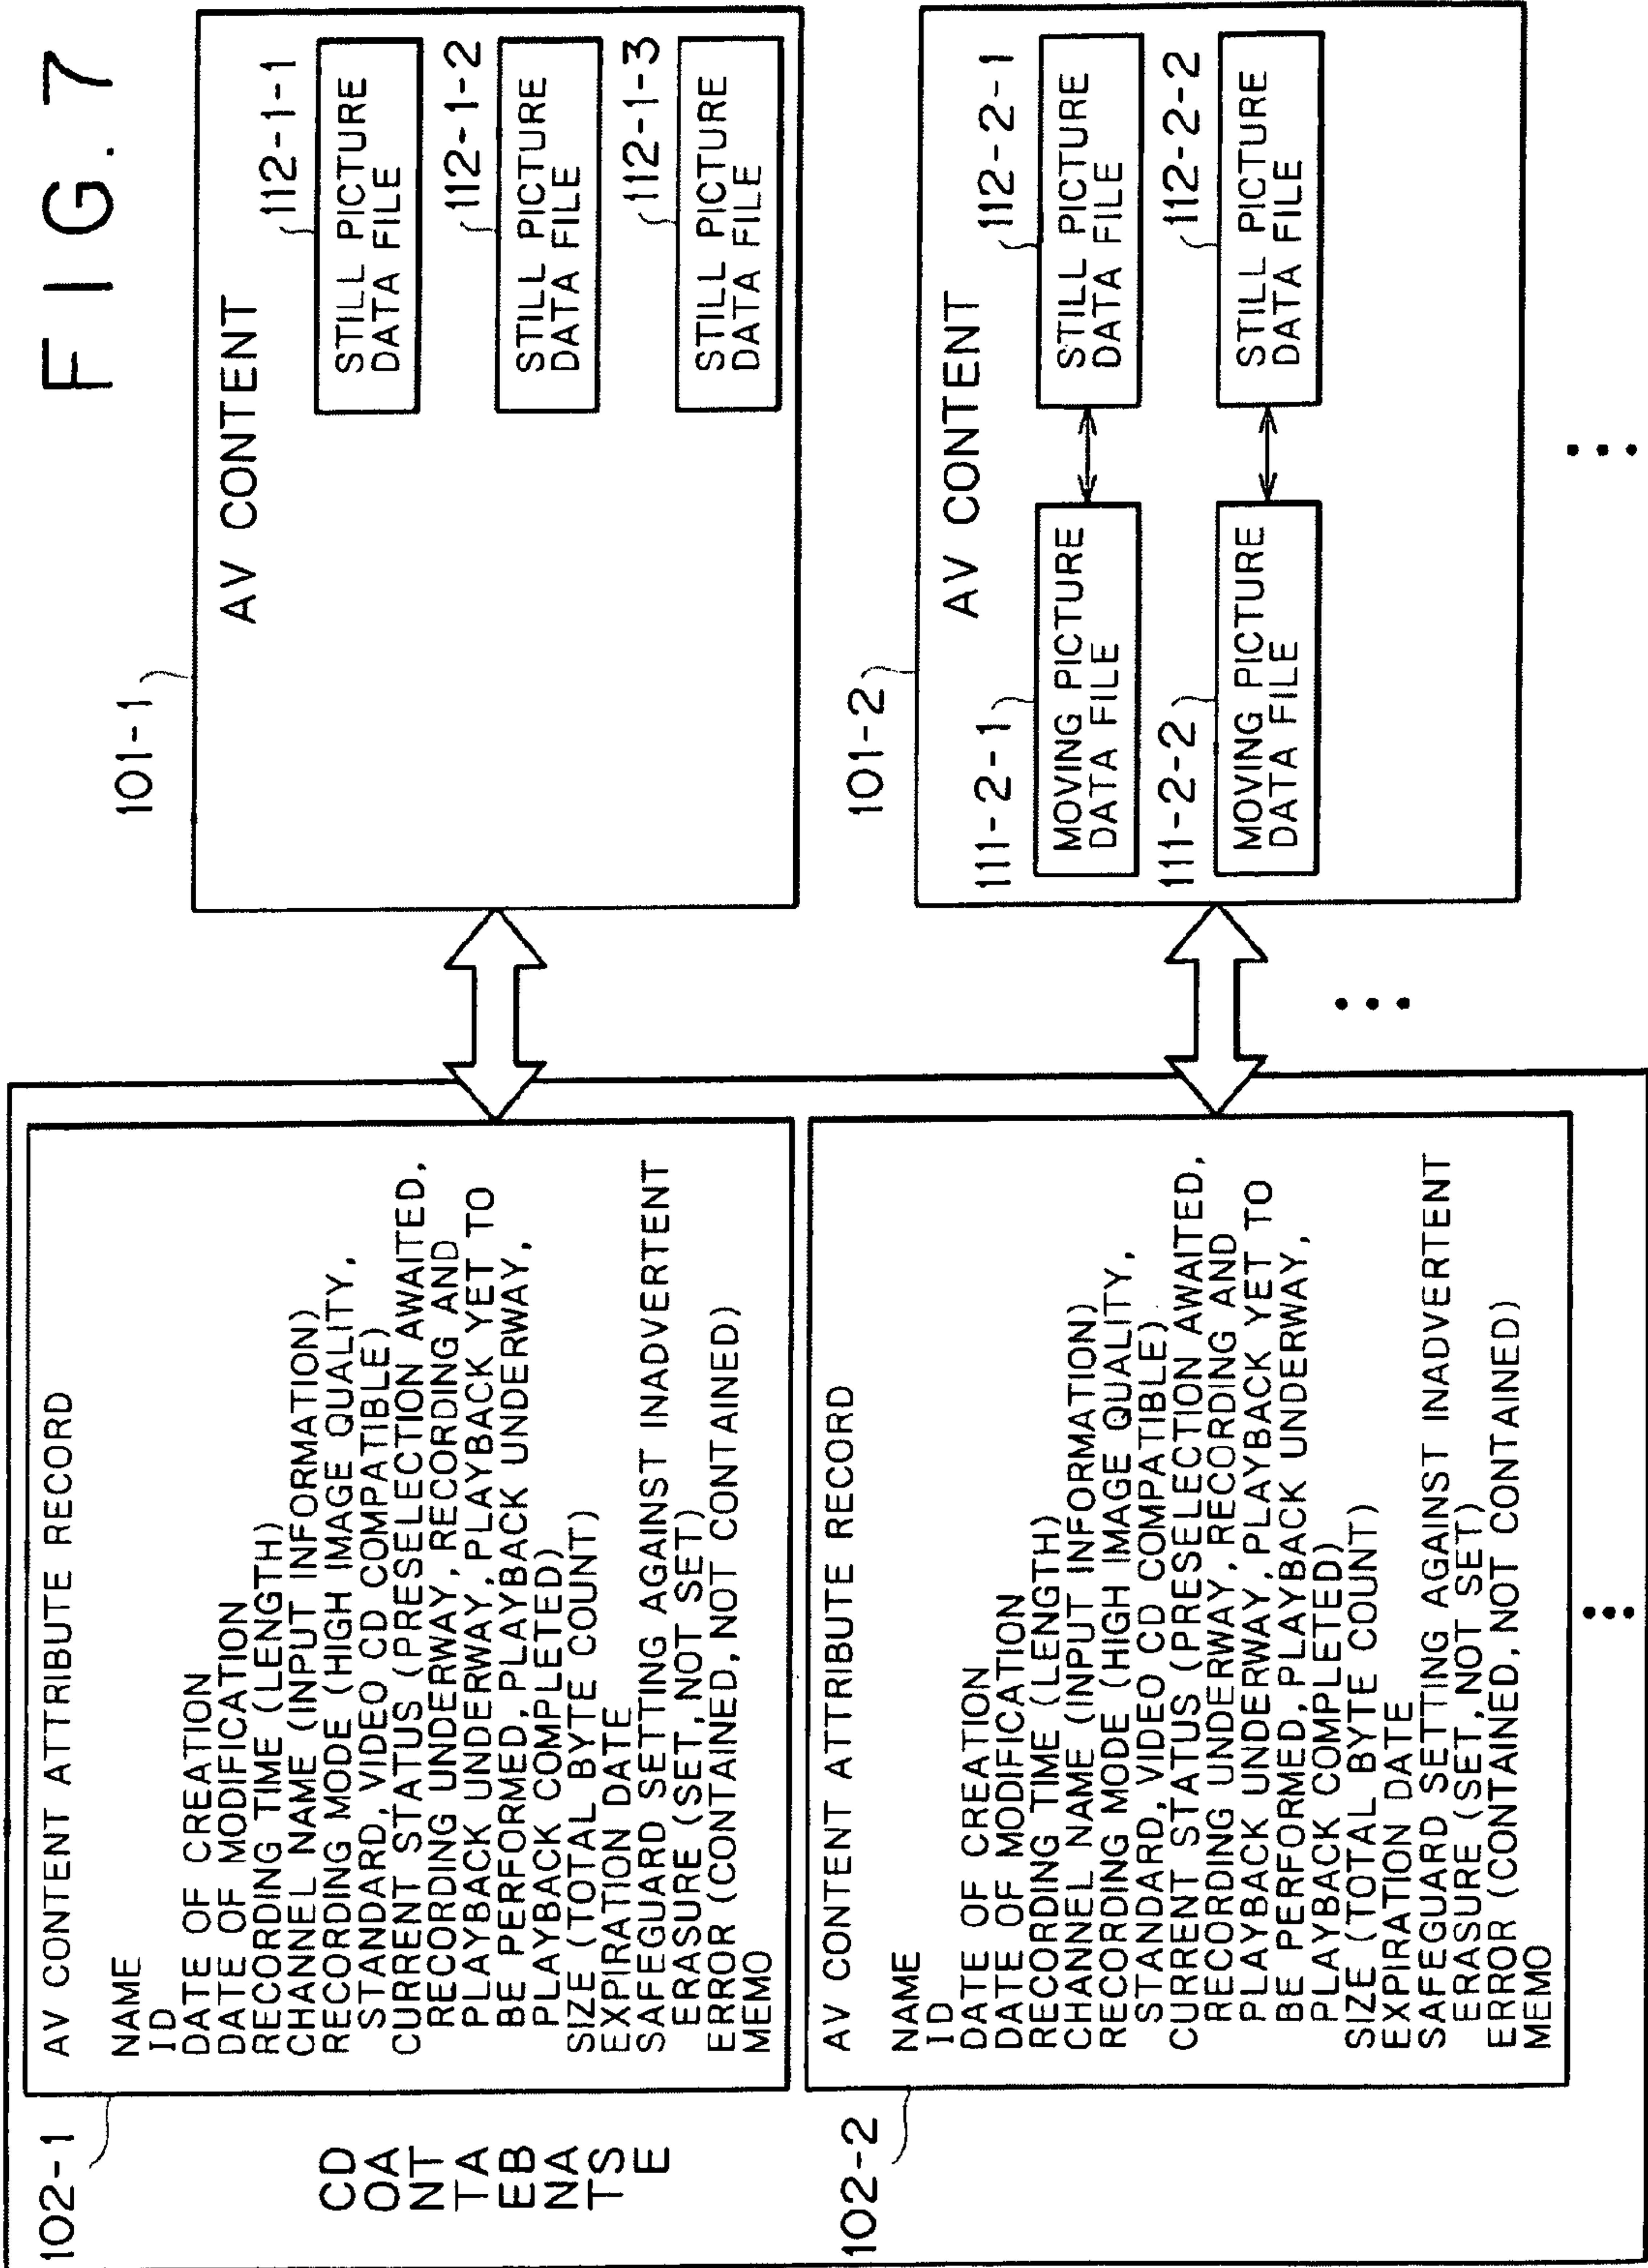 FIG. 7
102-1
CD
OA
NT
TA
EB
NA
TS
E
AV CONTENT ATTRIBUTE RECORD
NAME
ID
DATE OF CREATION
DATE OF MODIFICATION
RECORDING TIME (LENGTH)
CHANNEL NAME (INPUT INFORMATION)
RECORDING MODE (HIGH IMAGE QUALITY,
STANDARD, VIDEO CD COMPATIBLE)
CURRENT STATUS (PRESELECTION AWAITED,
RECORDING UNDERWAY, RECORDING AND
PLAYBACK UNDERWAY, PLAYBACK YET TO
BE PERFORMED, PLAYBACK UNDERWAY,
PLAYBACK COMPLETED)
SIZE (TOTAL BYTE COUNT)
EXPIRATION DATE
SAFEGUARD SETTING AGAINST INADVERTENT
ERASURE (SET, NOT SET)
ERROR (CONTAINED, NOT CONTAINED)
MEMO
101-1
AV CONTENT
112-1-1
STILL PICTURE
DATA FILE
112-1-2
STILL PICTURE
DATA FILE
112-1-3
STILL PICTURE
DATA FILE
102-2
AV CONTENT ATTRIBUTE RECORD
NAME
ID
DATE OF CREATION
DATE OF MODIFICATION
RECORDING TIME (LENGTH)
CHANNEL NAME (INPUT INFORMATION)
RECORDING MODE (HIGH IMAGE QUALITY,
STANDARD, VIDEO CD COMPATIBLE)
CURRENT STATUS (PRESELECTION AWAITED,
RECORDING UNDERWAY, RECORDING AND
PLAYBACK UNDERWAY, PLAYBACK YET TO
BE PERFORMED, PLAYBACK UNDERWAY,
PLAYBACK COMPLETED)
SIZE (TOTAL BYTE COUNT)
EXPIRATION DATE
SAFEGUARD SETTING AGAINST INADVERTENT
ERASURE (SET, NOT SET)
ERROR (CONTAINED, NOT CONTAINED)
MEMO
101-2
AV CONTENT
111-2-1
MOVING PICTURE
DATA FILE
112-2-1
STILL PICTURE
DATA FILE
111-2-2
MOVING PICTURE
DATA FILE
112-2-2
STILL PICTURE
DATA FILE